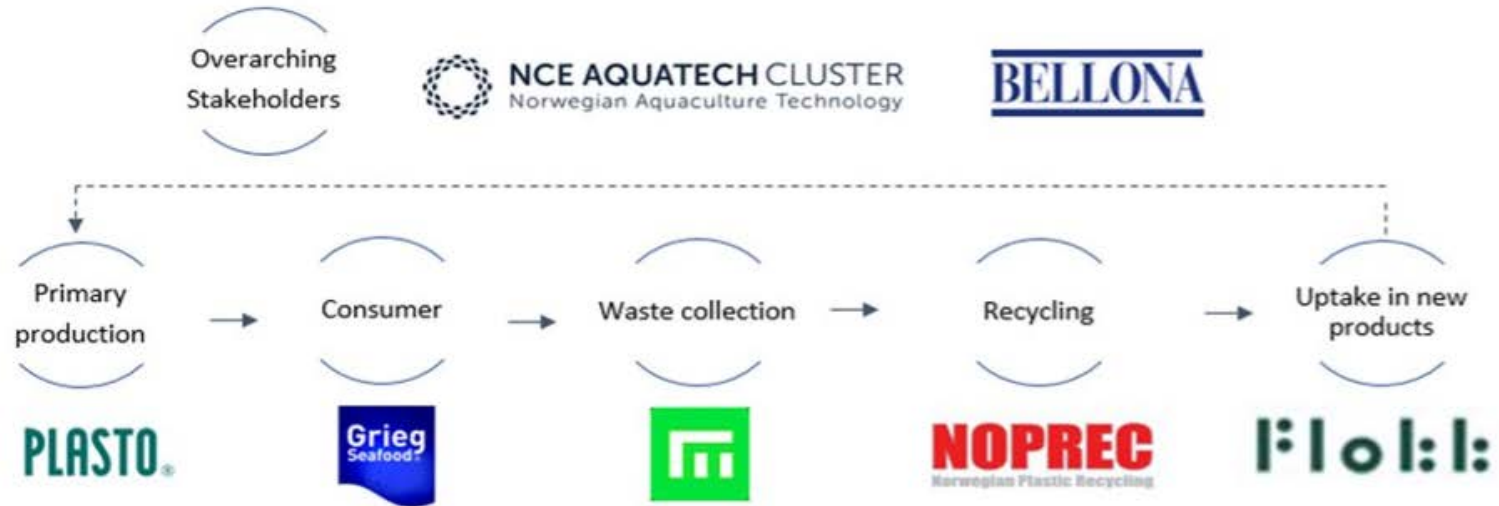 Overarching
Stakeholders
NCE AQUATECH CLUSTER
Norwegian Aquaculture Technology
BELLONA
Primary
production
Consumer
Waste collection
Recycling
Uptake in new
products
PLASTO®
Grieg
Seafood®
NOPREC
Norwegian Plastic Recycling
Flokk